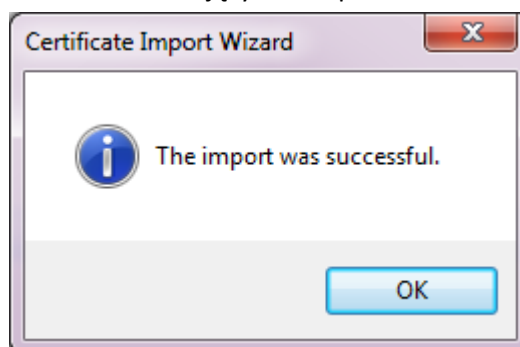 Certificate Import Wizard
The import was successful.
OK